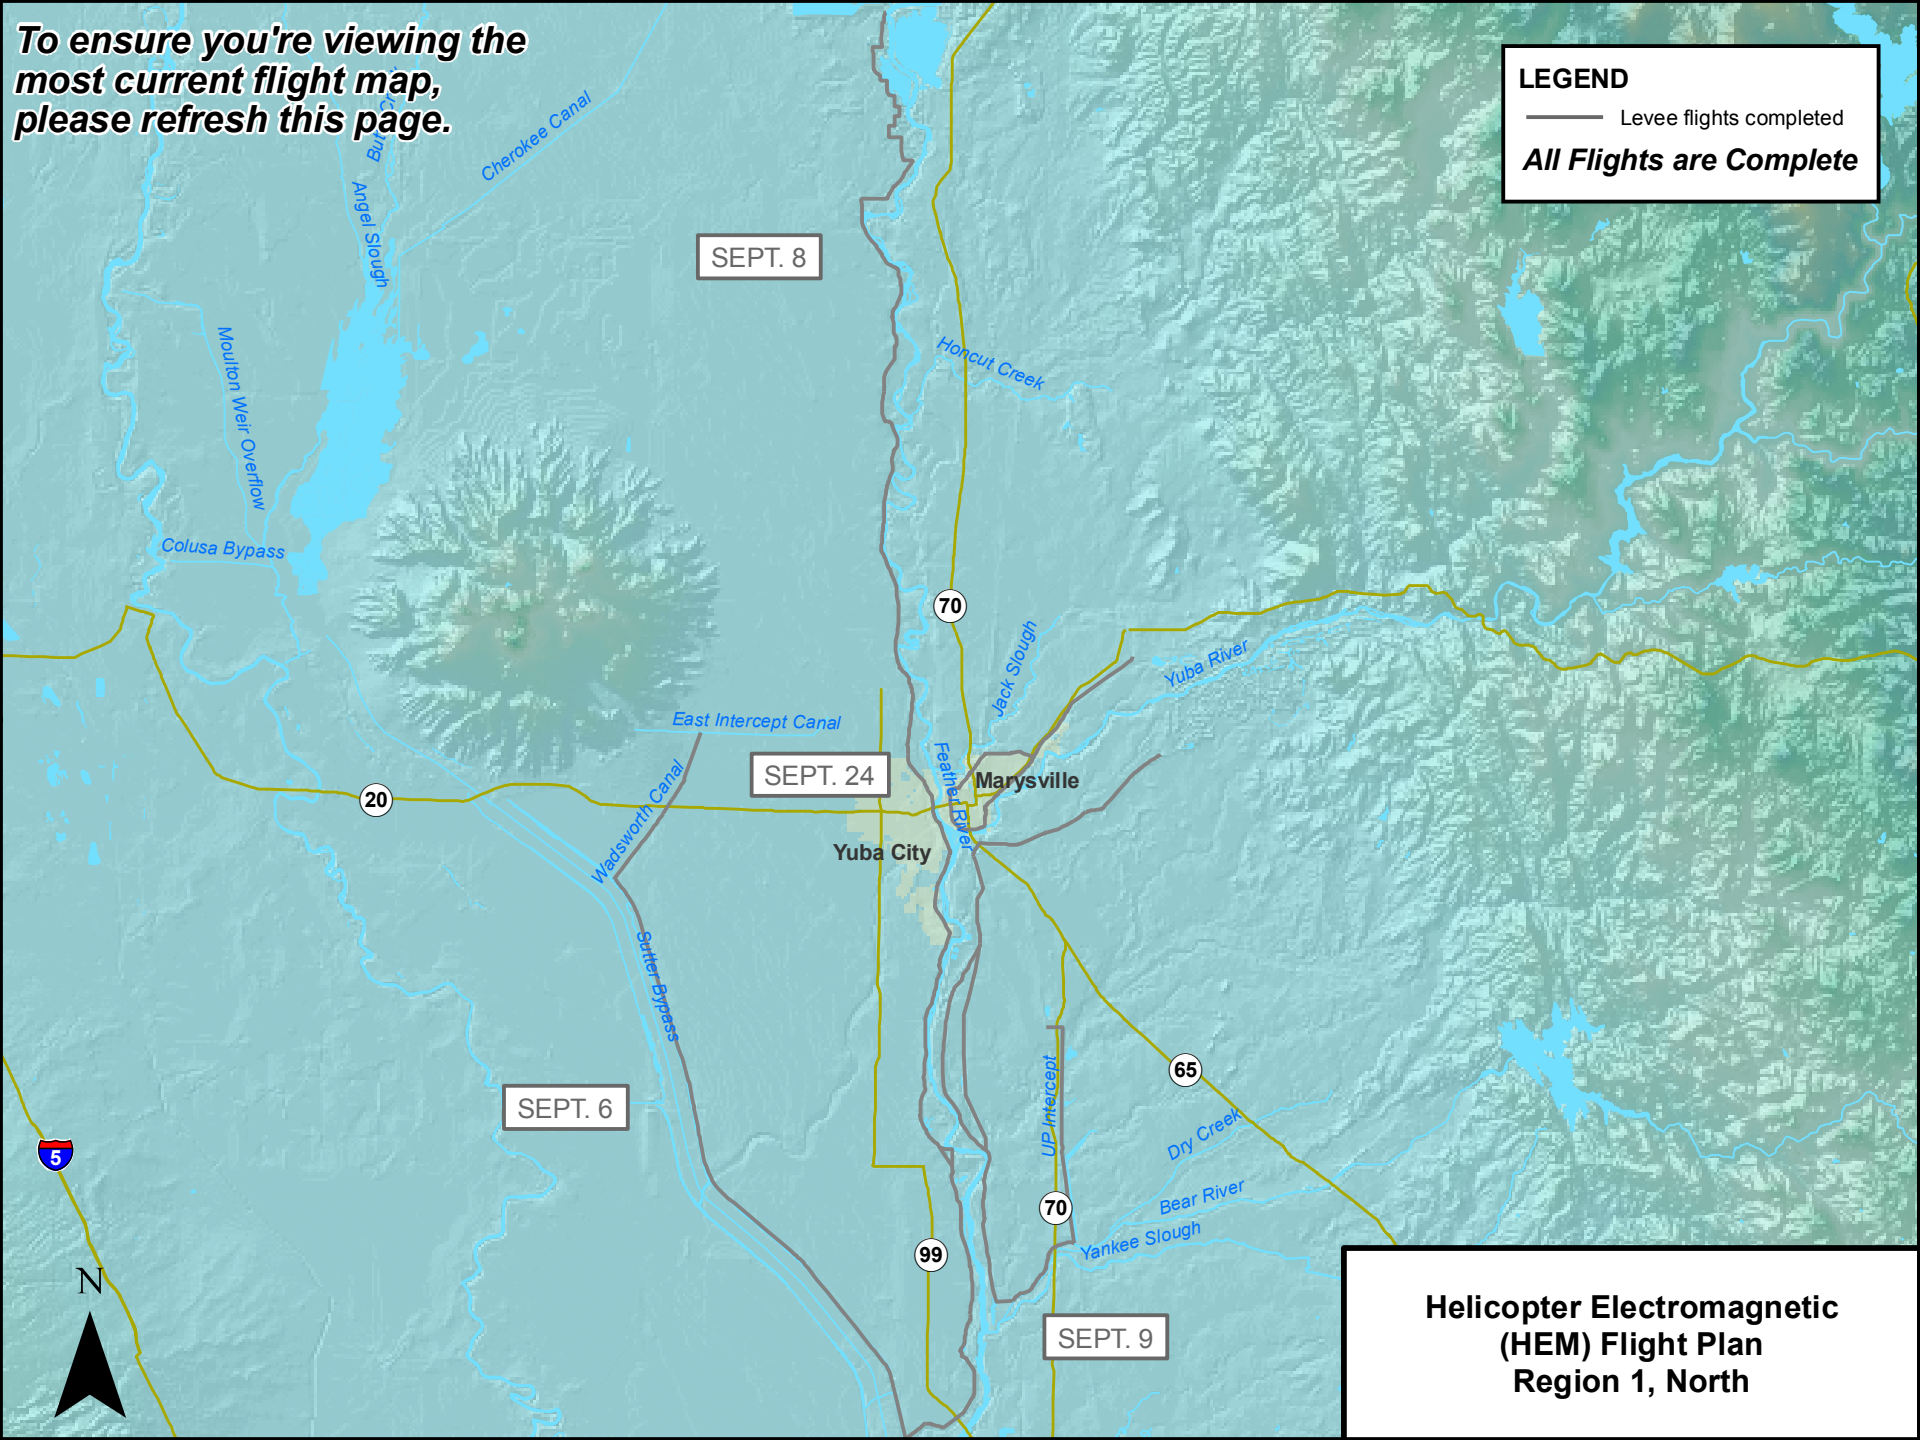 To ensure you're viewing the
most current flight map,
please refresh this page.
LEGEND
Levee flights completed
All Flights are Complete
Cherokee Canal
Angel Slough
SEPT. 8
Moulton Weir Overflow
Honcut Creek
Colusa Bypass
70
Jack Slough
Yuba River
East Intercept Canal
SEPT. 24
Feather River
Marysville
20
Wadsworth Canal
Yuba City
Sutter Bypass
65
UP Intercept
SEPT. 6
Dry Creek
5
Bear River
70
Yankee Slough
99
N
SEPT. 9
Helicopter Electromagnetic
(HEM) Flight Plan
Region 1, North